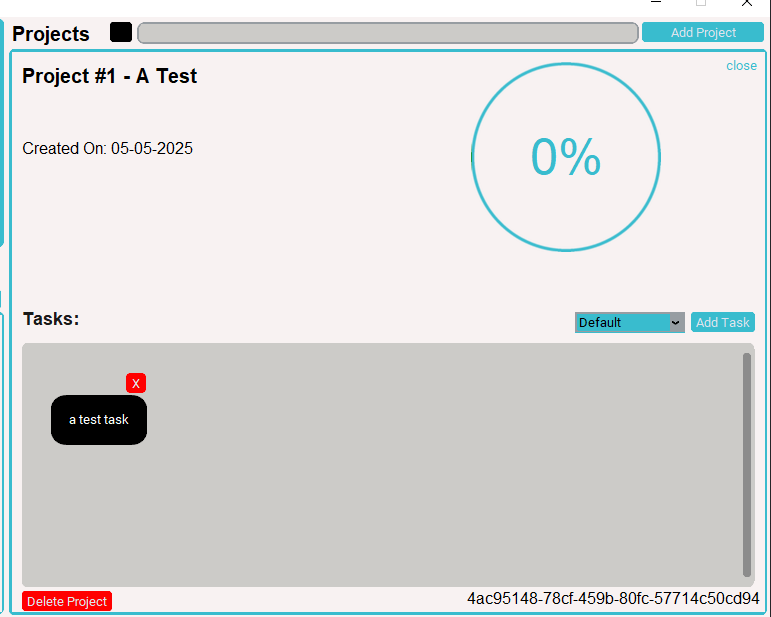 Projects
Add Project
Project #1 - A Test
close
Created On: 05-05-2025
0%
Tasks:
Default
Add Task
X
a test task
Delete Project
4ac95148-78cf-459b-80fc-57714c50cd94